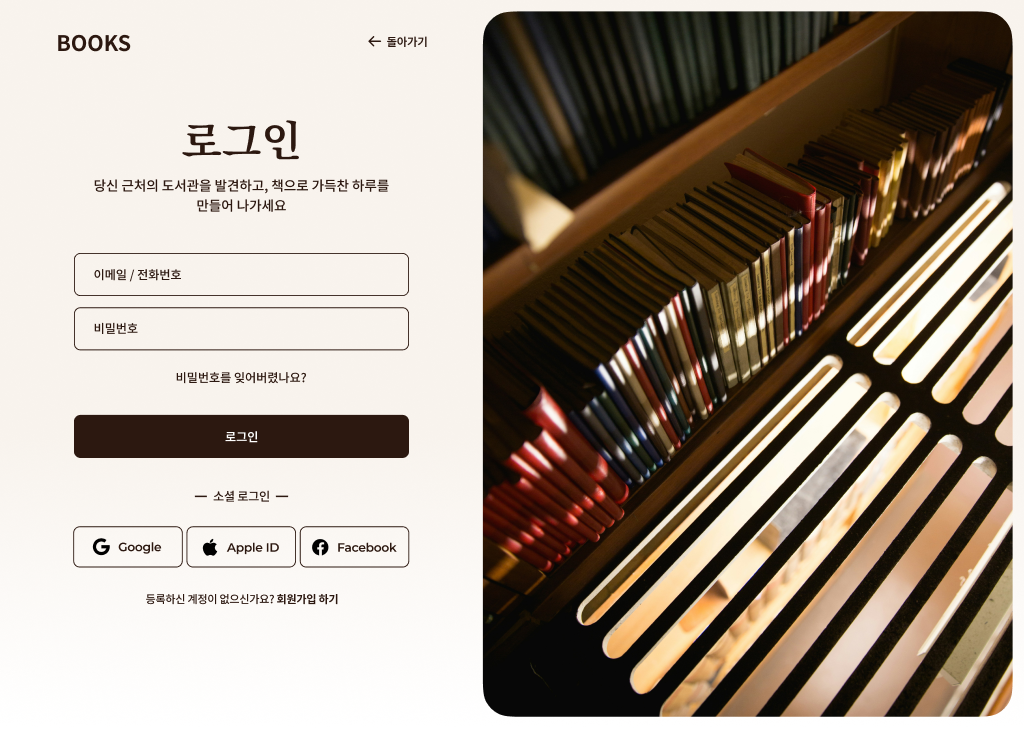 BOOKS
← 돌아가기
로그인
당신 근처의 도서관을 발견하고, 책으로 가득찬 하루를
만들어 나가세요
이메일 / 전화번호
비밀번호
비밀번호를 잊어버렸나요?
로그인
소셜 로그인
Google
Apple ID
Facebook
등록하신 계정이 없으신가요? 회원가입 하기